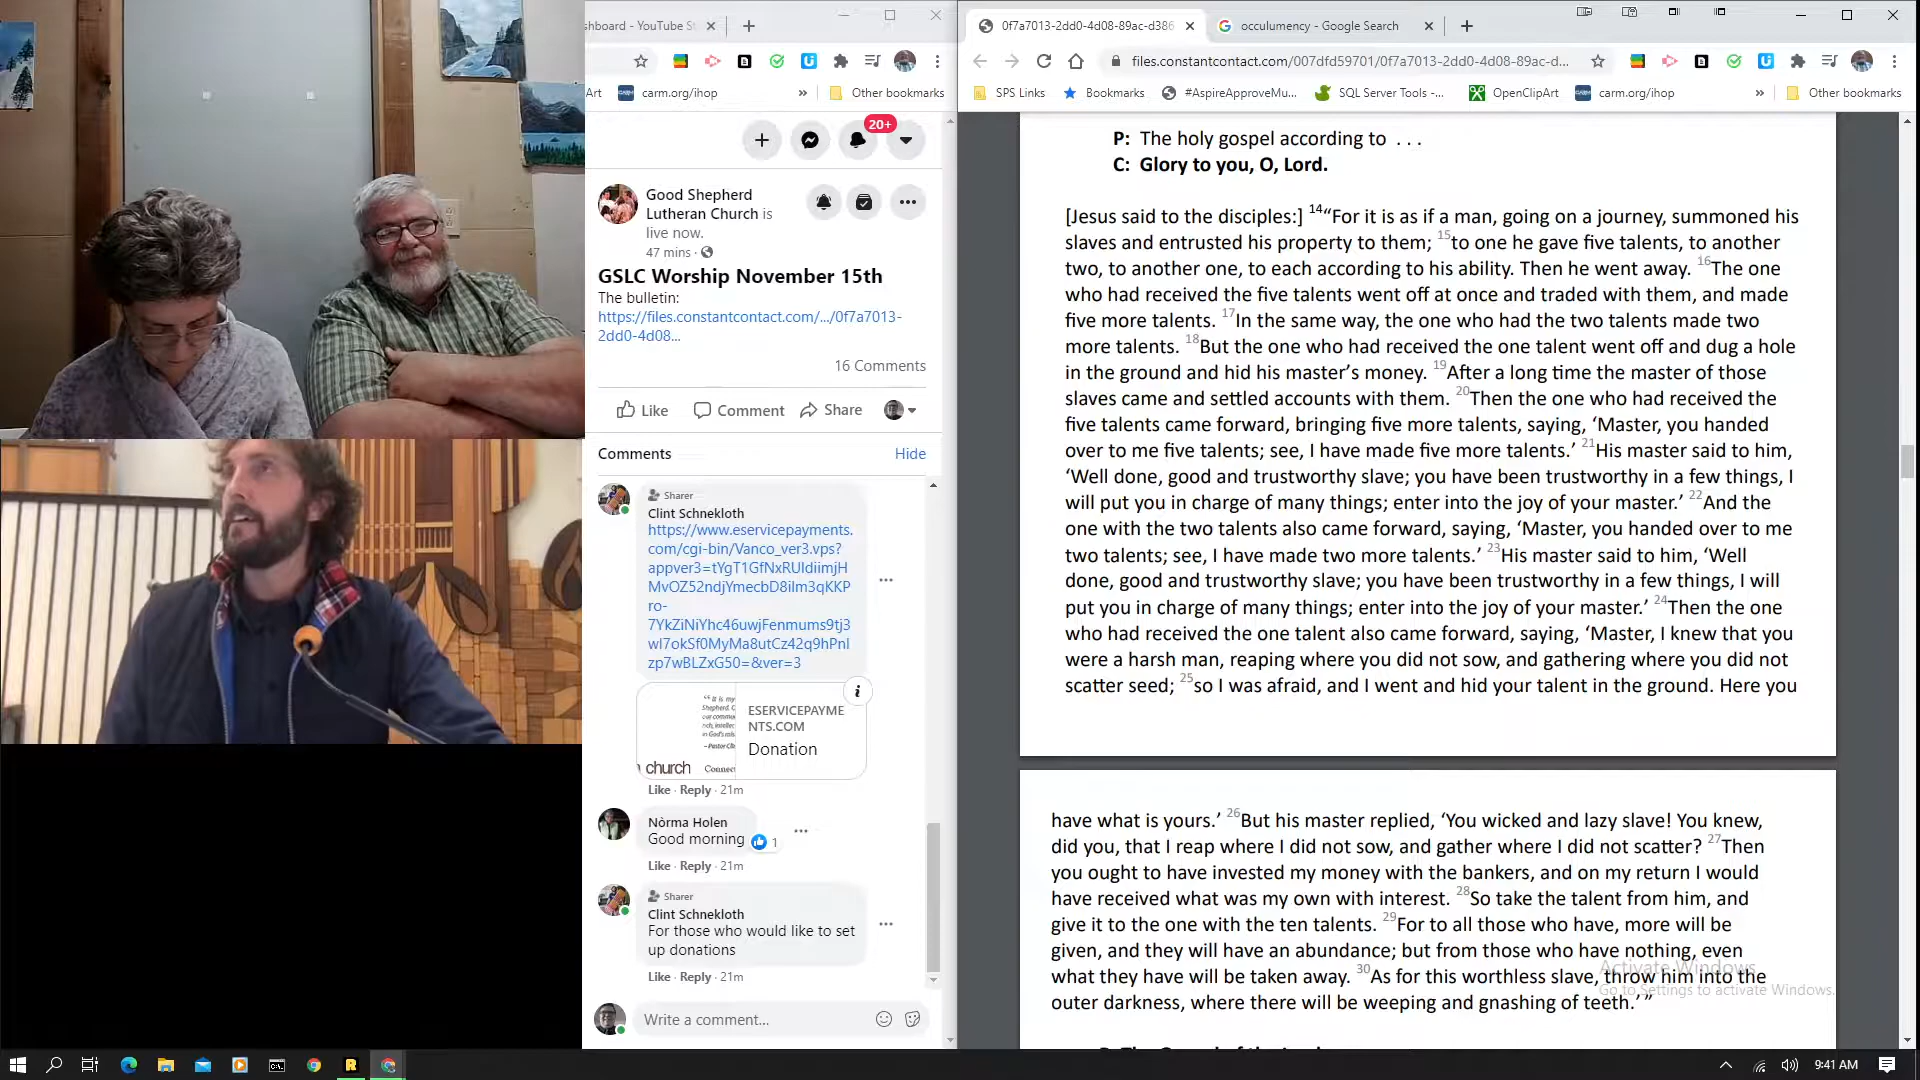 shboard - YouTube St
Art
carm.org/ihop
»
Other bookmarks
20+
Good Shepherd
Lutheran Church is
live now.
47 mins ·
GSLC Worship November 15th
The bulletin:
https://files.constantcontact.com/.../0f7a7013-
2dd0-4d08...
16 Comments
Like
Comment
Share
Comments
Hide
Sharer
Clint Schnekloth
https://www.eservicepayments.
com/cgi-bin/Vanco_ver3.vps?
ro-
ESERVICEPAYME
NTS.COM
Donation
church
Connec
Like · Reply · 21m
Nòrma Holen
Good morning
1
Like · Reply · 21m
Sharer
Clint Schnekloth
For those who would like to set
up donations
Like · Reply · 21m
Write a comment...
0f7a7013-2dd0-4d08-89ac-d386
occulumency - Google Search
files.constantcontact.com/007dfd59701/0f7a7013-2dd0-4d08-89ac-d...
SPS Links
Bookmarks
#AspireApproveMu...
SQL Server Tools -...
OpenClipArt
carm.org/ihop
»
Other bookmarks
P: The holy gospel according to . . .
C: Glory to you, O, Lord.
[Jesus said to the disciples:] 14“For it is as if a man, going on a journey, summoned his
slaves and entrusted his property to them; 15to one he gave five talents, to another
two, to another one, to each according to his ability. Then he went away. 16The one
who had received the five talents went off at once and traded with them, and made
five more talents. 17In the same way, the one who had the two talents made two
more talents. 18But the one who had received the one talent went off and dug a hole
in the ground and hid his master’s money. 19After a long time the master of those
slaves came and settled accounts with them. 20Then the one who had received the
five talents came forward, bringing five more talents, saying, ‘Master, you handed
over to me five talents; see, I have made five more talents.’ 21His master said to him,
‘Well done, good and trustworthy slave; you have been trustworthy in a few things, I
will put you in charge of many things; enter into the joy of your master.’ 22And the
one with the two talents also came forward, saying, ‘Master, you handed over to me
two talents; see, I have made two more talents.’ 23His master said to him, ‘Well
done, good and trustworthy slave; you have been trustworthy in a few things, I will
put you in charge of many things; enter into the joy of your master.’ 24Then the one
who had received the one talent also came forward, saying, ‘Master, I knew that you
were a harsh man, reaping where you did not sow, and gathering where you did not
scatter seed; 25so I was afraid, and I went and hid your talent in the ground. Here you
have what is yours.’ 26But his master replied, ‘You wicked and lazy slave! You knew,
did you, that I reap where I did not sow, and gather where I did not scatter? 27Then
you ought to have invested my money with the bankers, and on my return I would
have received what was my own with interest. 28So take the talent from him, and
give it to the one with the ten talents. 29For to all those who have, more will be
given, and they will have an abundance; but from those who have nothing, even
what they have will be taken away. 30As for this worthless slave, throw him into the
outer darkness, where there will be weeping and gnashing of teeth.’ ”
Activate Windows
Go to Settings to activate Windows.
9:41 AM